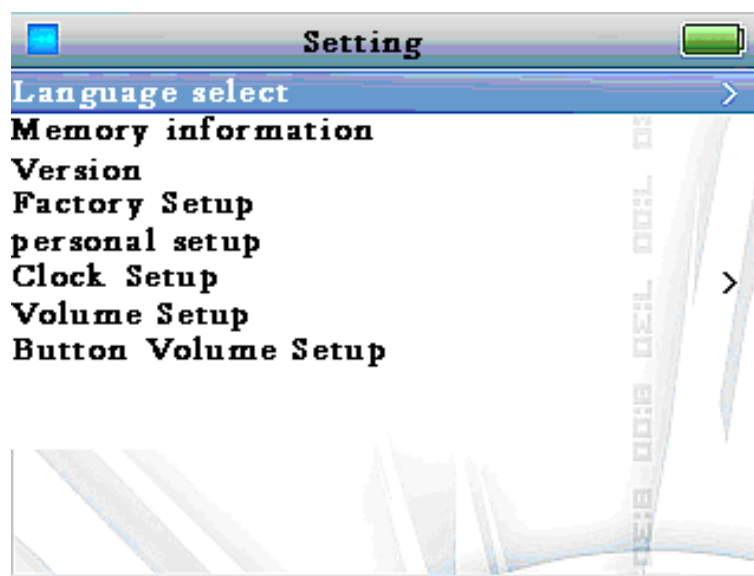 Setting
Language select
Memory information
Version
Factory Setup
personal setup
Clock Setup
Volume Setup
Button Volume Setup